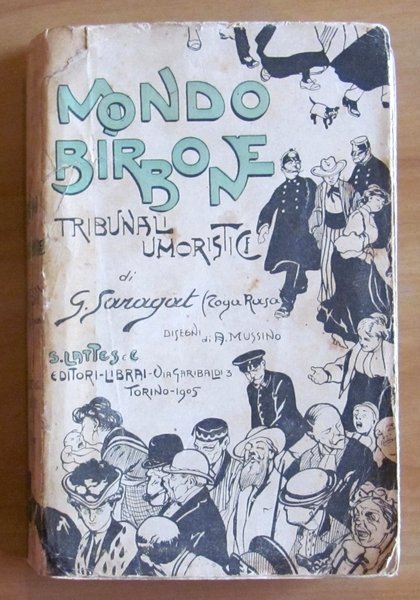 MONDO
BIRBONE
TRIBUNALI
UMORISTICI
di
G. Saragat (Toga Rasa
DISEGNI di A. MUSSINO
S. LATTES e C
EDITORI-LIBRAI-VIA GARIBALDI 3
TORINO-1905